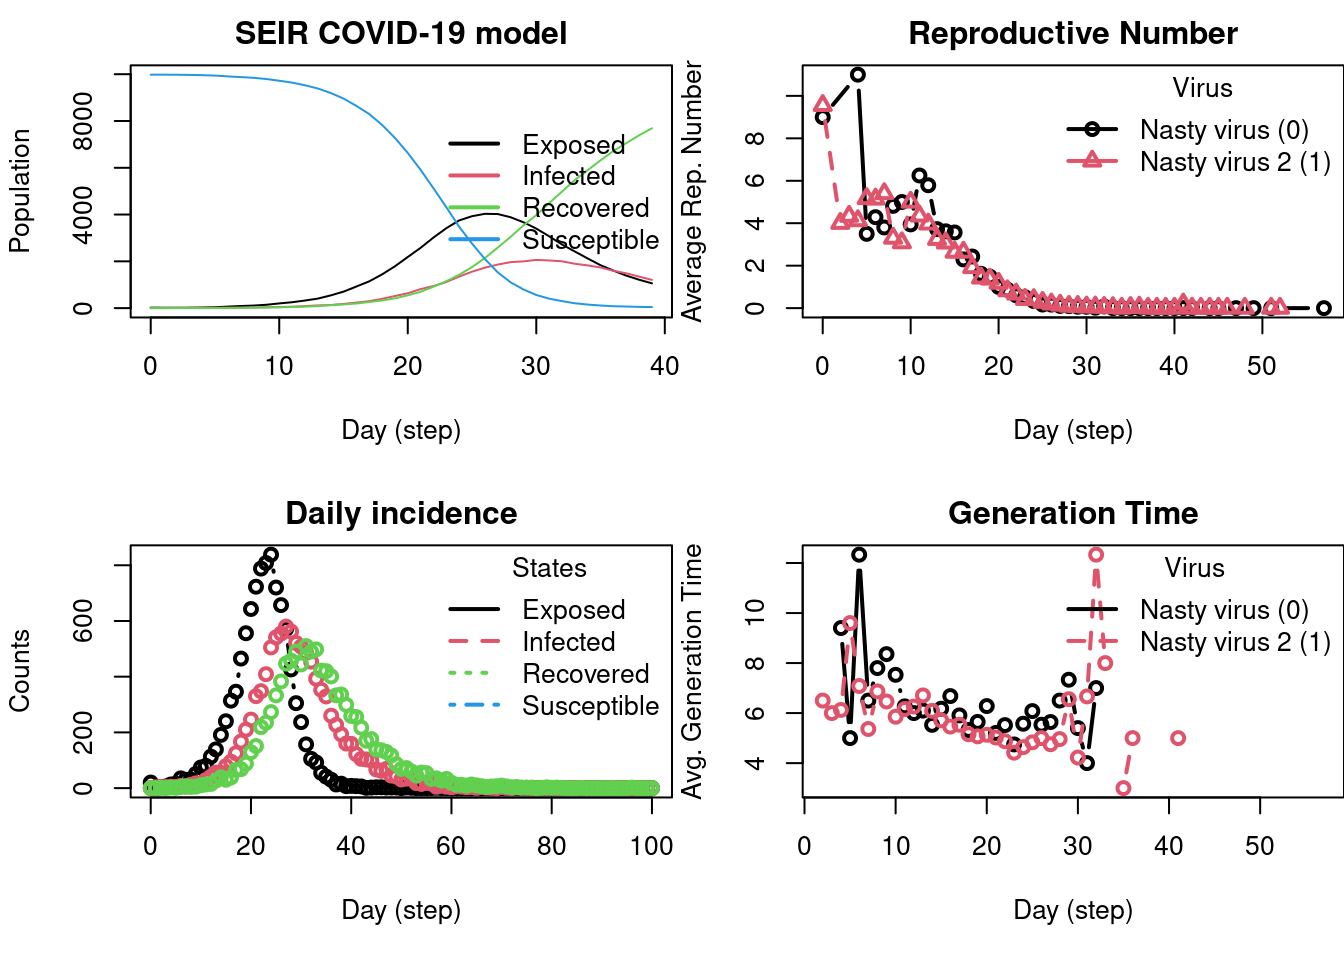 SEIR COVID-19 model
Population
0 4000 8000
Exposed
Infected
Recovered
Susceptible
0 10 20 30 40
Day (step)
Reproductive Number
Average Rep. Number
0 2 4 6 8
Virus
Nasty virus (0)
Nasty virus 2 (1)
0 10 20 30 40 50
Day (step)
Daily incidence
Counts
0 200 600
States
Exposed
Infected
Recovered
Susceptible
0 20 40 60 80 100
Day (step)
Generation Time
Avg. Generation Time
4 6 8 10
Virus
Nasty virus (0)
Nasty virus 2 (1)
0 10 20 30 40 50
Day (step)